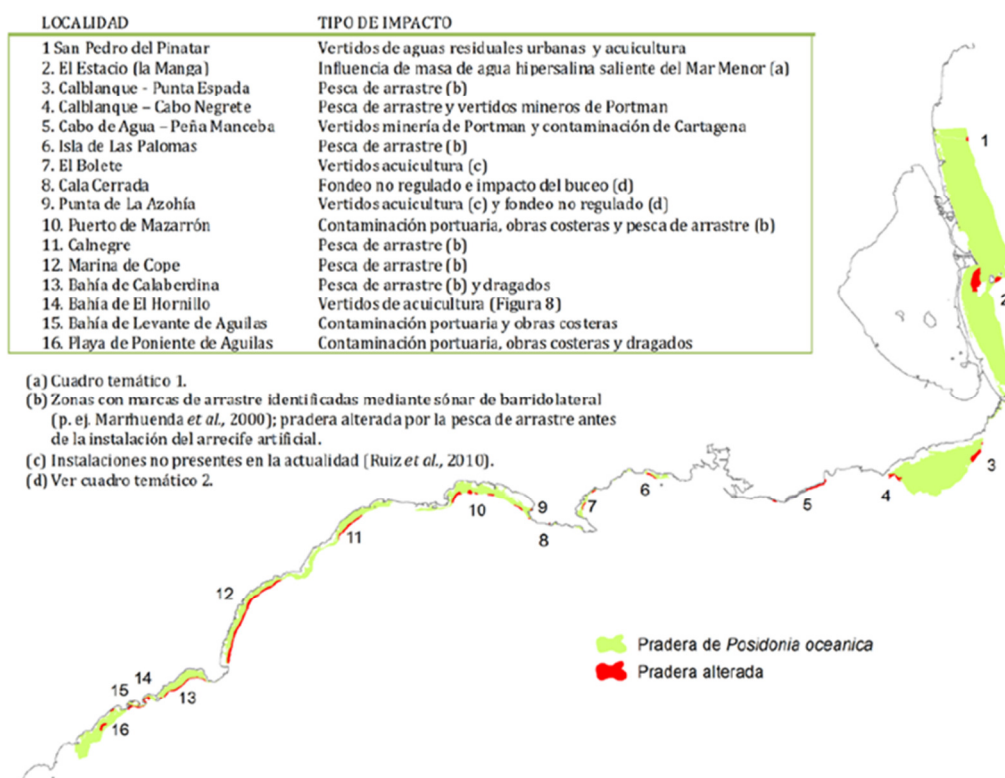 LOCALIDAD TIPO DE IMPACTO
1 San Pedro del Pinatar Vertidos de aguas residuales urbanas y acuicultura
2. El Estacio (la Manga) Influencia de masa de agua hipersalina saliente del Mar Menor (a)
3. Calblanque - Punta Espada Pesca de arrastre (b)
4. Calblanque – Cabo Negrete Pesca de arrastre y vertidos mineros de Portman
5. Cabo de Agua – Peña Manceba Vertidos minería de Portman y contaminación de Cartagena
6. Isla de Las Palomas Pesca de arrastre (b)
7. El Bolete Vertidos acuicultura (c)
8. Cala Cerrada Fondeo no regulado e impacto del buceo (d)
9. Punta de La Azohía Vertidos acuicultura (c) y fondeo no regulado (d)
10. Puerto de Mazarrón Contaminación portuaria, obras costeras y pesca de arrastre (b)
11. Calnegre Pesca de arrastre (b)
12. Marina de Cope Pesca de arrastre (b)
13. Bahía de Calaberdina Pesca de arrastre (b) y dragados
14. Bahía de El Hornillo Vertidos de acuicultura (Figura 8)
15. Bahía de Levante de Aguilas Contaminación portuaria y obras costeras
16. Playa de Poniente de Aguilas Contaminación portuaria, obras costeras y dragados
(a) Cuadro temático 1.
(b) Zonas con marcas de arrastre identificadas mediante sónar de barrido lateral
(p. ej. Marrhuenda et al., 2000); pradera alterada por la pesca de arrastre antes
de la instalación del arrecife artificial.
(c) Instalaciones no presentes en la actualidad (Ruiz et al., 2010).
(d) Ver cuadro temático 2.
1
2
3
4
5
6
7
8
9
10
11
12
13
14
15
16
Pradera de Posidonia oceanica
Pradera alterada